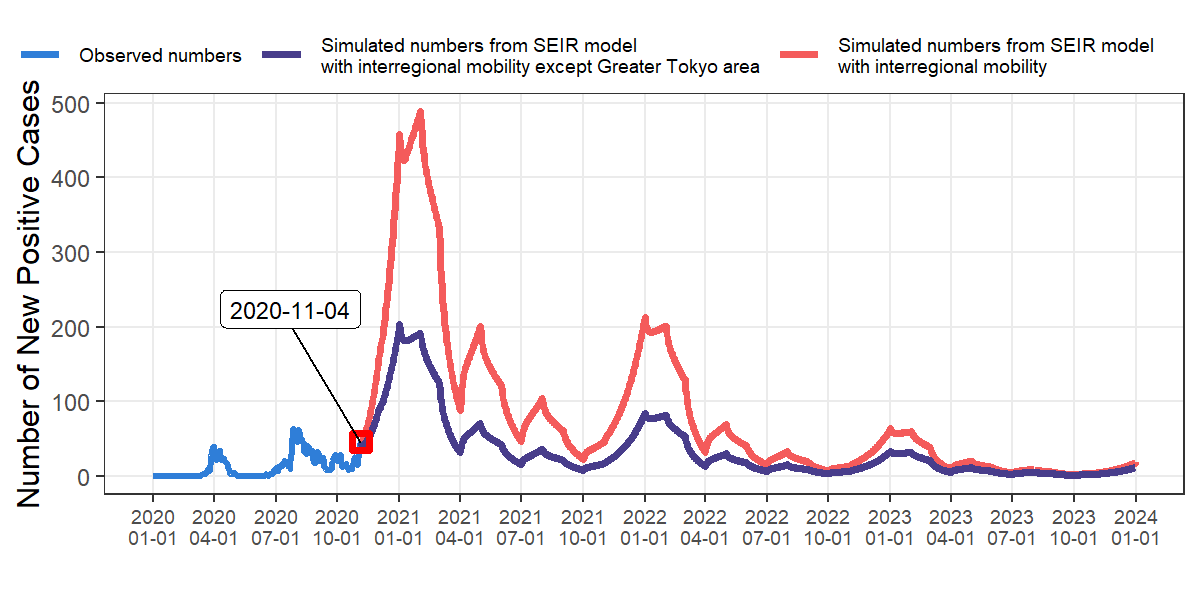 Observed numbers
Simulated numbers from SEIR model
with interregional mobility except Greater Tokyo area
Simulated numbers from SEIR model
with interregional mobility
Number of New Positive Cases
500
400
300
200
100
0
2020-11-04
2020 2020 2020 2020 2021 2021 2021 2021 2022 2022 2022 2022 2023 2023 2023 2023 2024
01-01 04-01 07-01 10-01 01-01 04-01 07-01 10-01 01-01 04-01 07-01 10-01 01-01 04-01 07-01 10-01 01-01